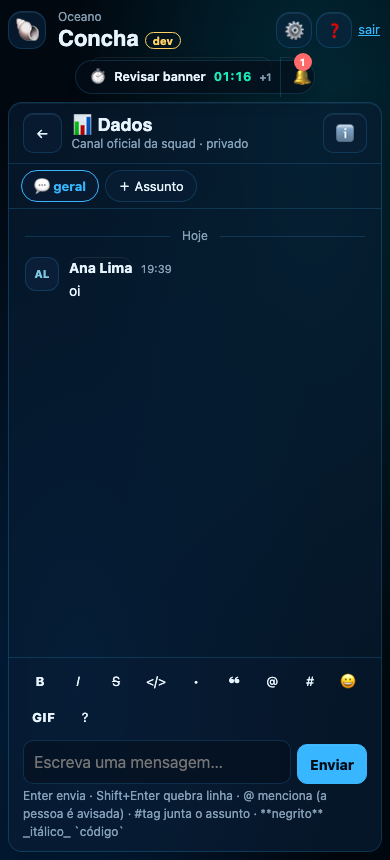 Oceano
Concha dev
sair
Revisar banner 01:16 +1
1
Dados
Canal oficial da squad · privado
geral
+ Assunto
Hoje
AL
Ana Lima 19:39
oi
B I S </> • ❝ @ #
GIF ?
Escreva uma mensagem...
Enviar
Enter envia · Shift+Enter quebra linha · @ menciona (a
pessoa é avisada) · #tag junta o assunto · **negrito**
_itálico_ `código`